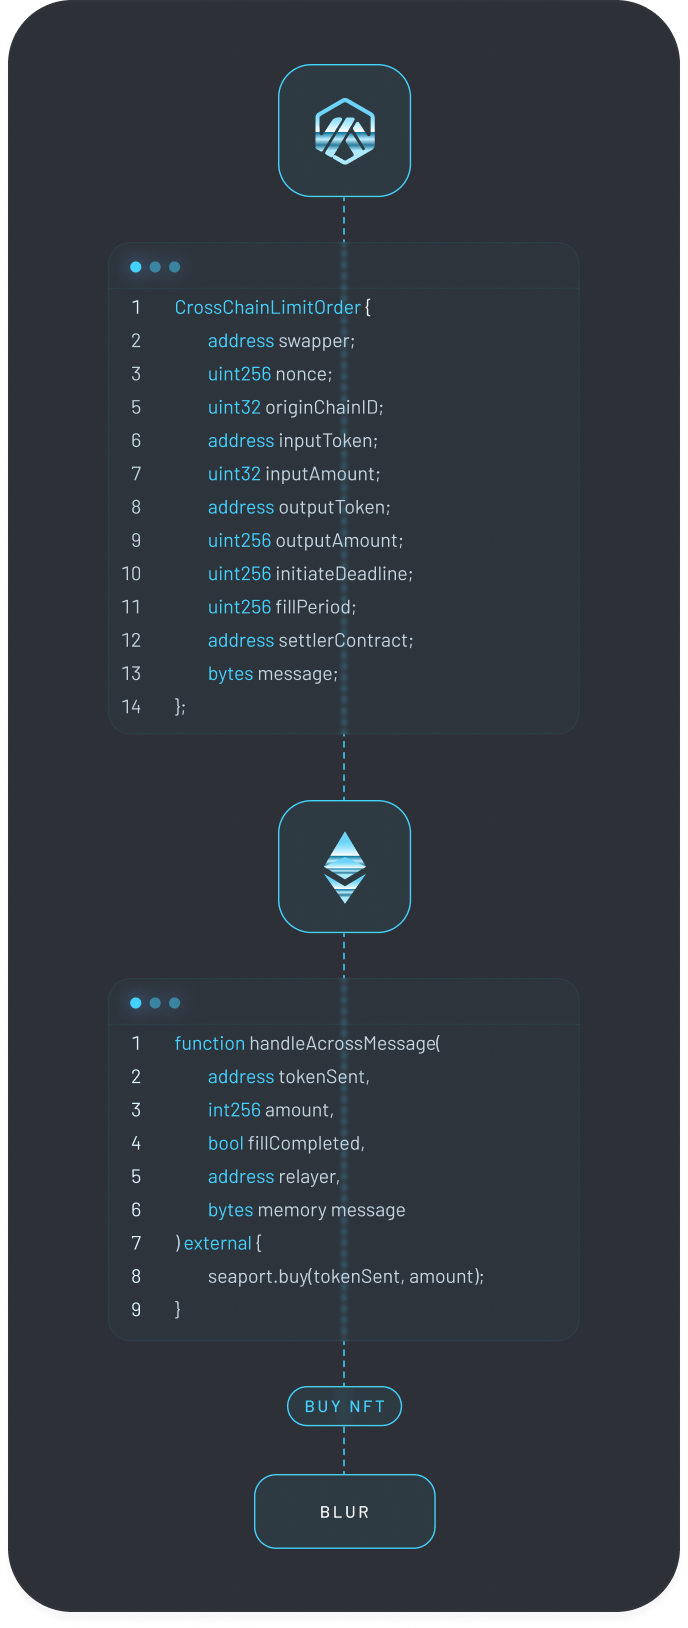 1 CrossChainLimitOrder {
2 address swapper;
3 uint256 nonce;
5 uint32 originChainID;
6 address inputToken;
7 uint32 inputAmount;
8 address outputToken;
9 uint256 outputAmount;
10 uint256 initiateDeadline;
11 uint256 fillPeriod;
12 address settlerContract;
13 bytes message;
14 };
1 function handleAcrossMessage(
2 address tokenSent,
3 int256 amount,
4 bool fillCompleted,
5 address relayer,
6 bytes memory message
7 ) external {
8 seaport.buy(tokenSent, amount);
9 }
BUY NFT
BLUR